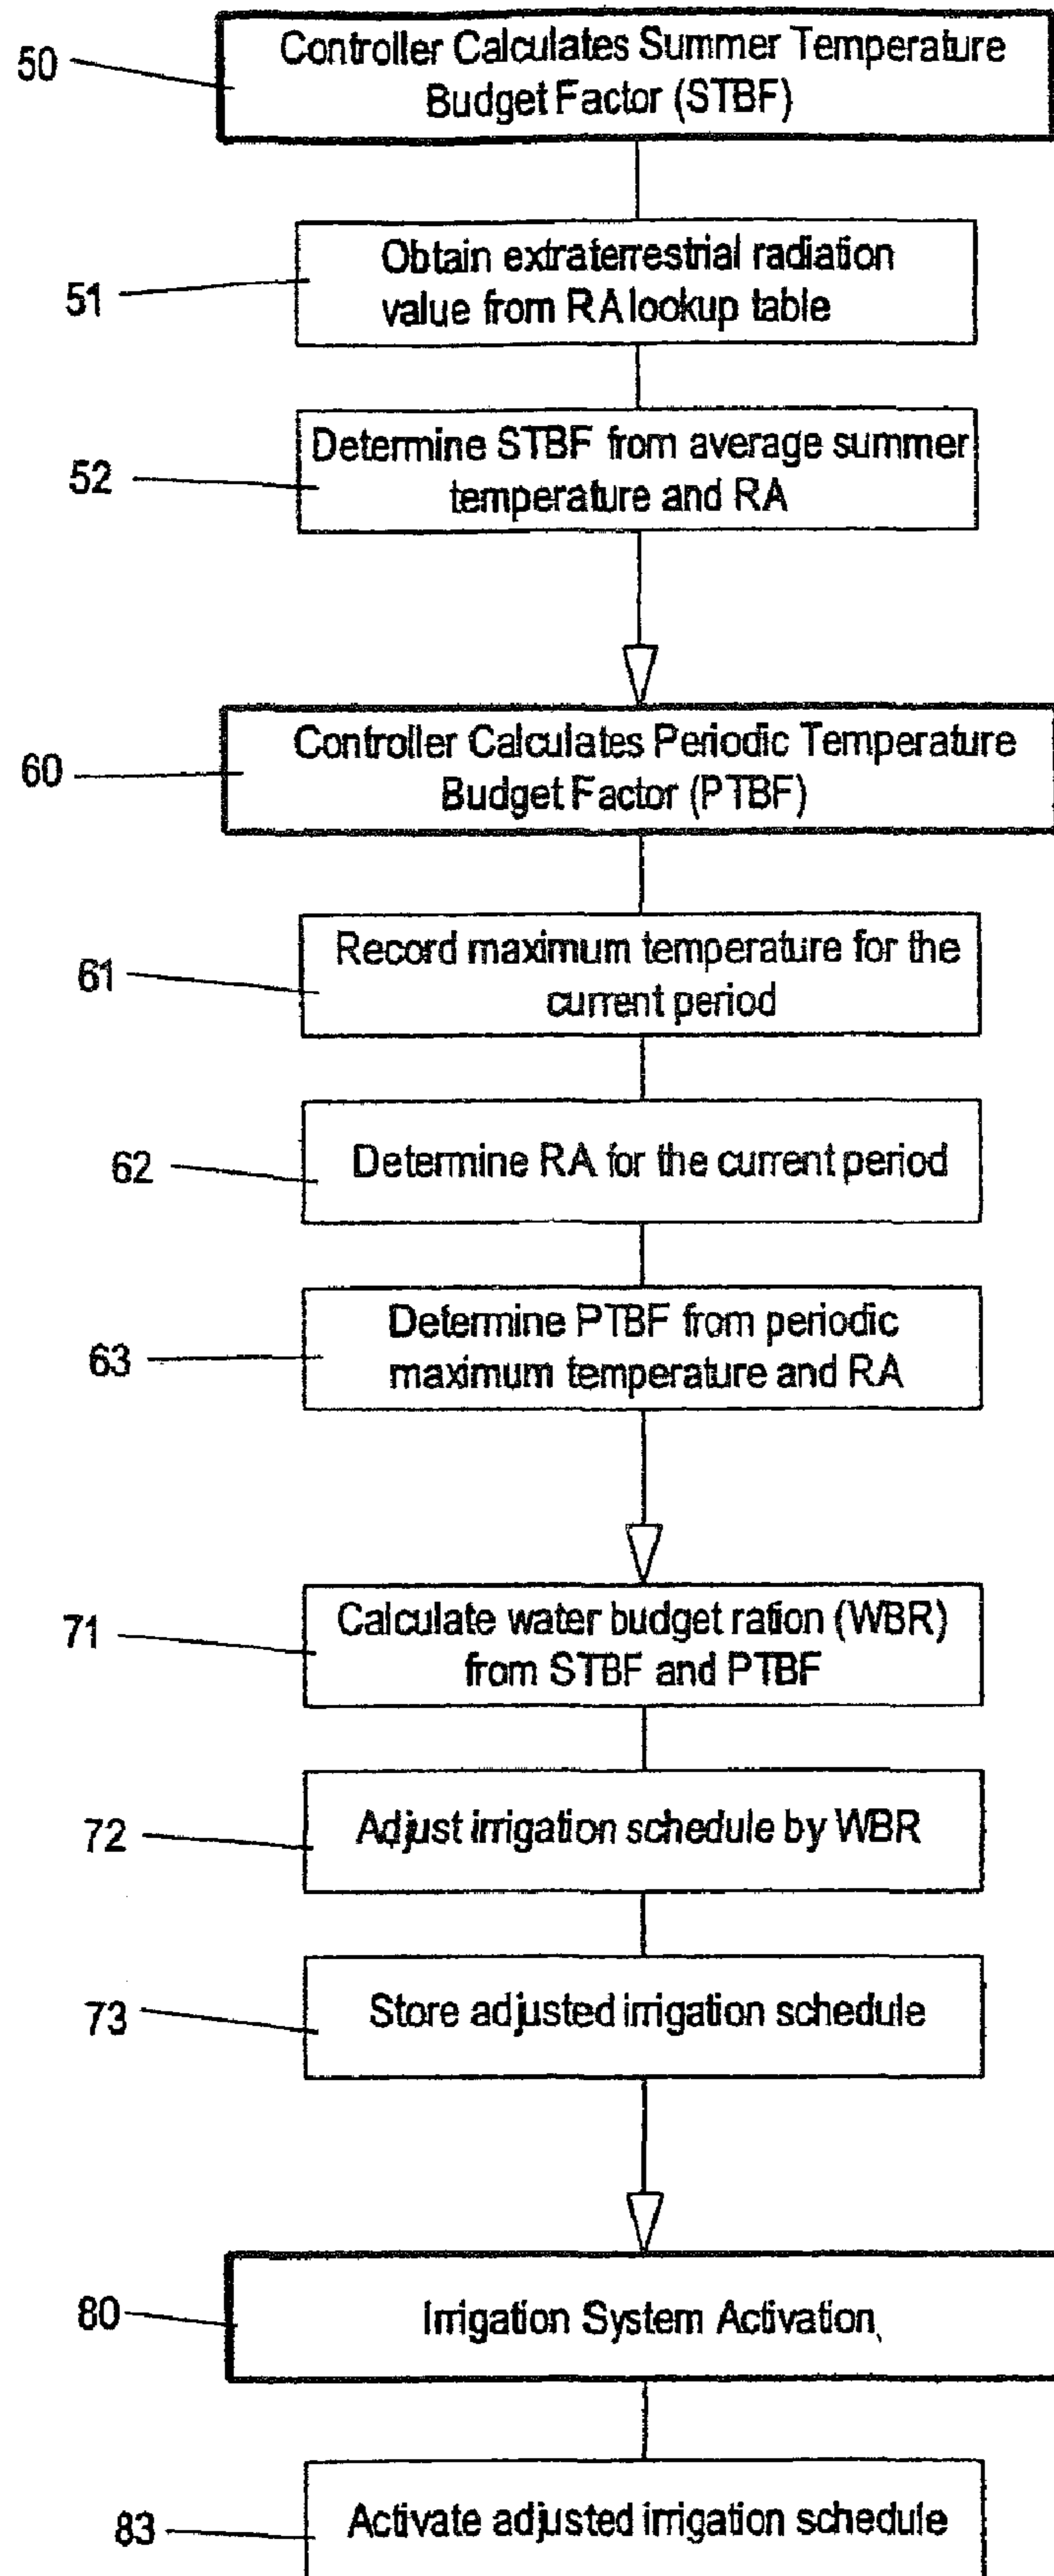 50
Controller Calculates Summer Temperature
Budget Factor (STBF)
51
Obtain extraterrestrial radiation
value from RA lookup table
52
Determine STBF from average summer
temperature and RA
60
Controller Calculates Periodic Temperature
Budget Factor (PTBF)
61
Record maximum temperature for the
current period
62
Determine RA for the current period
63
Determine PTBF from periodic
maximum temperature and RA
71
Calculate water budget ration (WBR)
from STBF and PTBF
72
Adjust irrigation schedule by WBR
73
Store adjusted irrigation schedule
80
Irrigation System Activation
83
Activate adjusted irrigation schedule